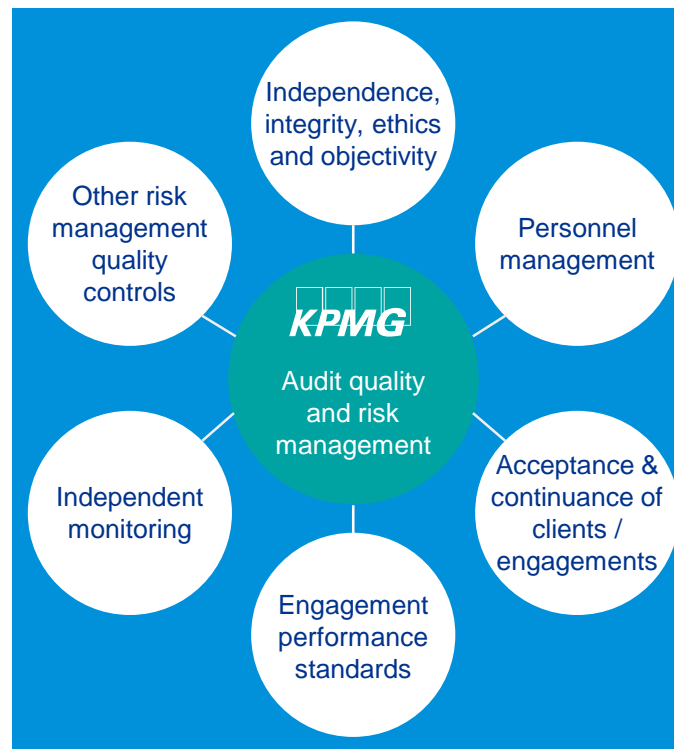 Independence,
integrity, ethics
and objectivity
Other risk
management
quality
controls
Personnel
management
KPMG
Audit quality
and risk
management
Independent
monitoring
Acceptance &
continuance of
clients /
engagements
Engagement
performance
standards